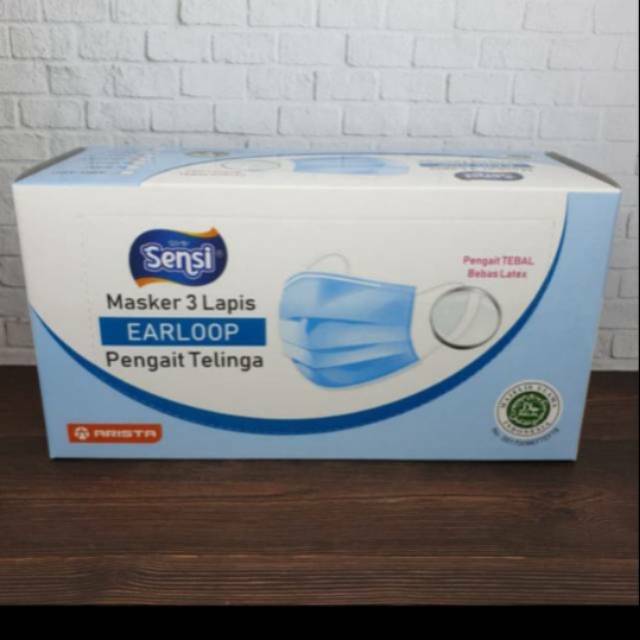 Sensi
Masker 3 Lapis
EARLOOP
Pengait Telinga
Pengait TEBAL
Bebas Latex
ARISTA